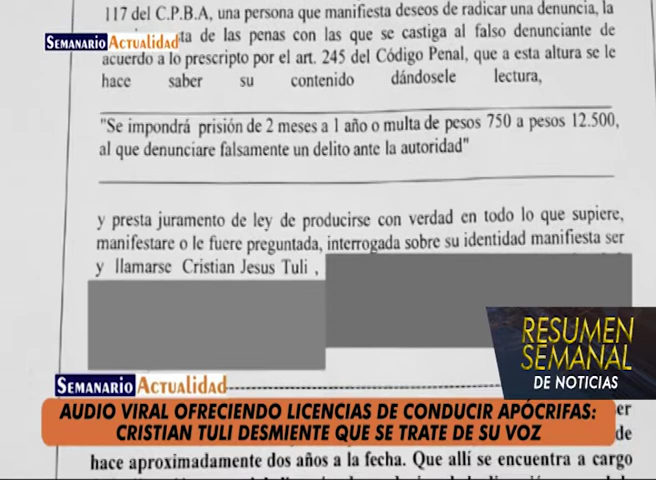 117 del C.P.B.A, una persona que manifiesta deseos de radicar una denuncia, la
SEMANARIO ACTUALIDAD
ta de las penas con las que se castiga al falso denunciante de
acuerdo a lo prescripto por el art. 245 del Código Penal, que a esta altura se le
hace saber su contenido dándosele lectura,
"Se impondrá prisión de 2 meses a 1 año o multa de pesos 750 a pesos 12.500,
al que denunciare falsamente un delito ante la autoridad"
y presta juramento de ley de producirse con verdad en todo lo que supiere,
manifestare o le fuere preguntada, interrogada sobre su identidad manifiesta ser
y llamarse Cristian Jesus Tuli ,
RESUMEN
SEMANAL
DE NOTICIAS
SEMANARIO ACTUALIDAD
AUDIO VIRAL OFRECIENDO LICENCIAS DE CONDUCIR APÓCRIFAS:
CRISTIAN TULI DESMIENTE QUE SE TRATE DE SU VOZ
er
de
hace aproximadamente dos años a la fecha. Que allí se encuentra a cargo